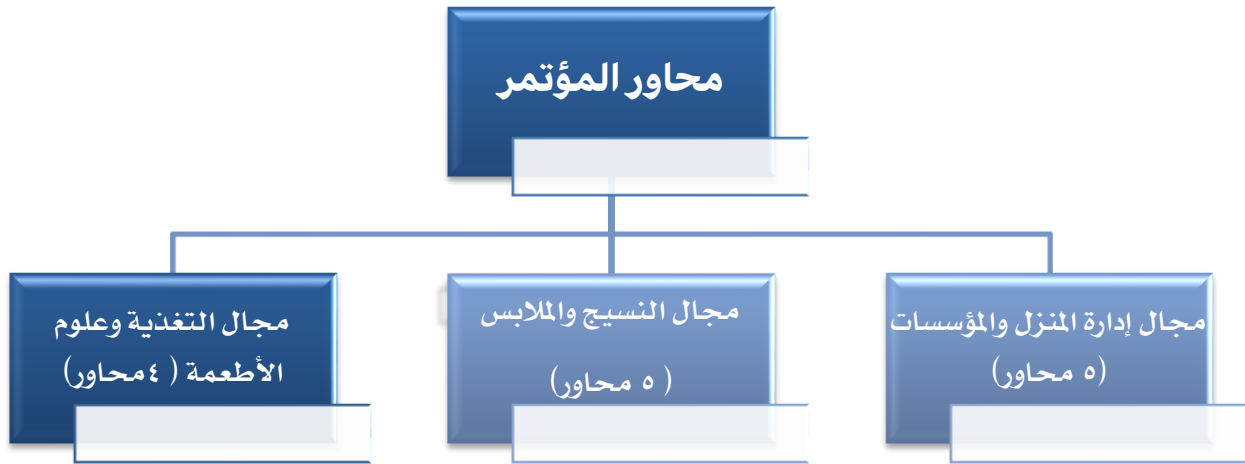 محاور المؤتمر
مجال إدارة المنزل والمؤسسات
(٥ محاور)
مجال النسيج والملابس
( ٥ محاور)
مجال التغذية وعلوم
الأطعمة ( ٤محاور)